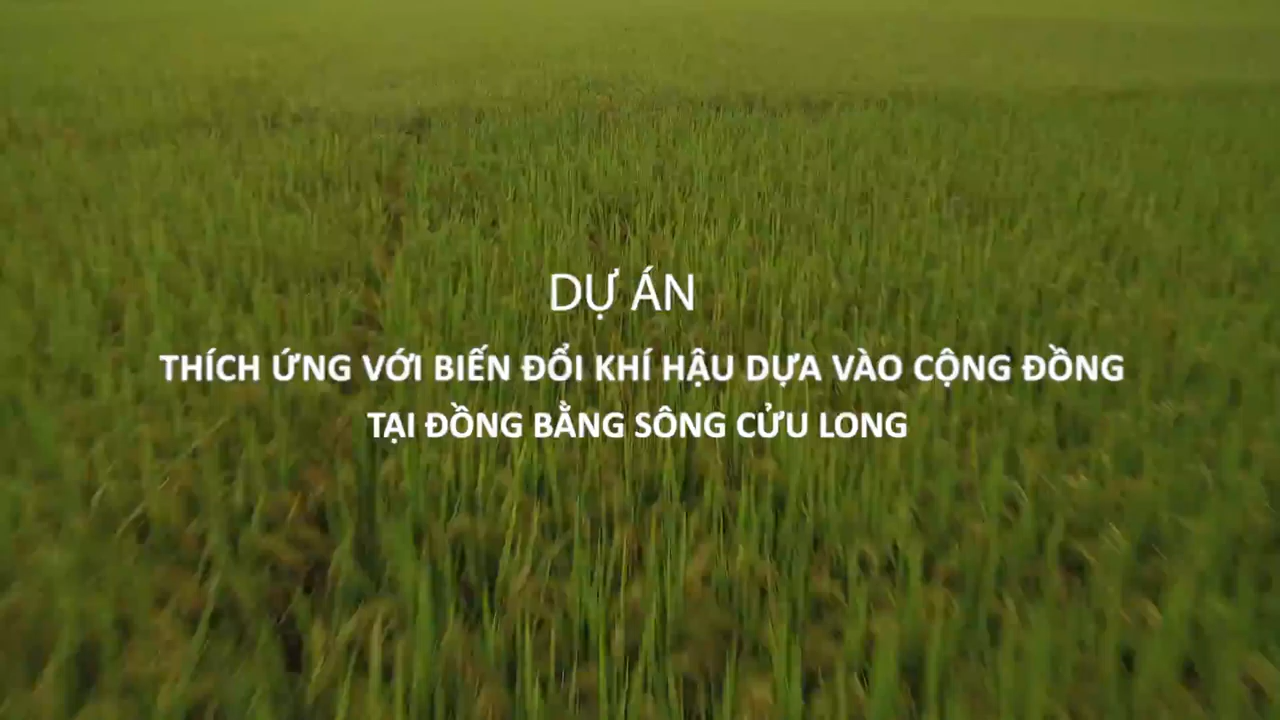 DỰ ÁN
THÍCH ỨNG VỚI BIẾN ĐỔI KHÍ HẬU DỰA VÀO CỘNG ĐỒNG
TẠI ĐỒNG BẰNG SÔNG CỬU LONG